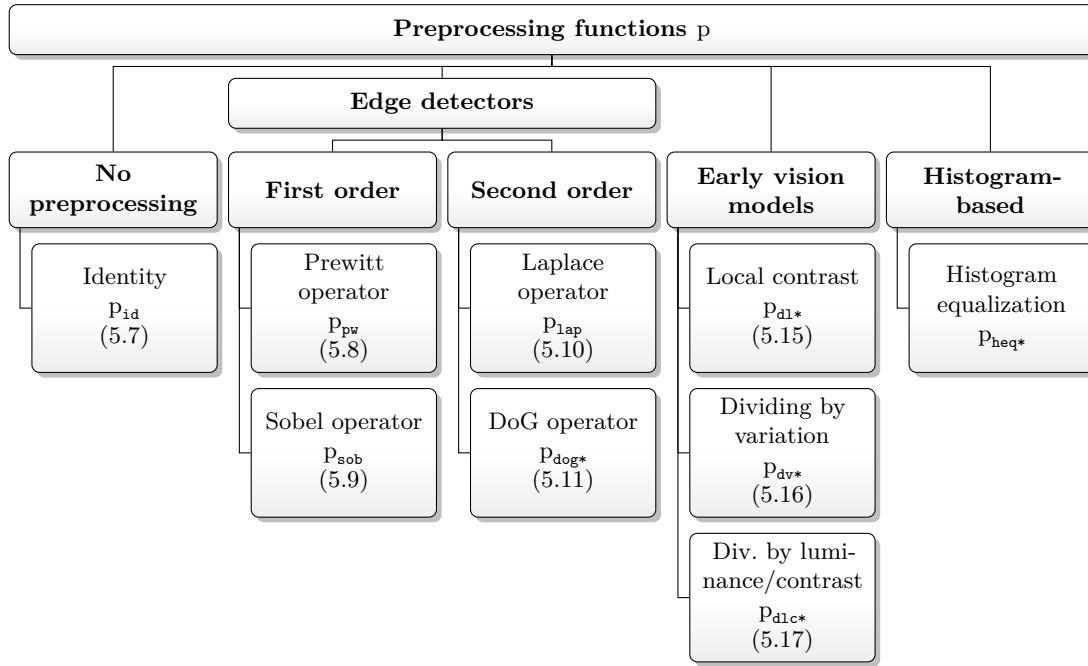 Preprocessing functions p
Edge detectors
No
preprocessing
First order
Second order
Early vision
models
Histogram-
based
Identity
p_id
(5.7)
Prewitt
operator
p_pw
(5.8)
Laplace
operator
p_lap
(5.10)
Local contrast
p_dl*
(5.15)
Histogram
equalization
p_heq*
Sobel operator
p_sob
(5.9)
DoG operator
p_dog*
(5.11)
Dividing by
variation
p_dv*
(5.16)
Div. by lumi-
nance/contrast
p_dlc*
(5.17)